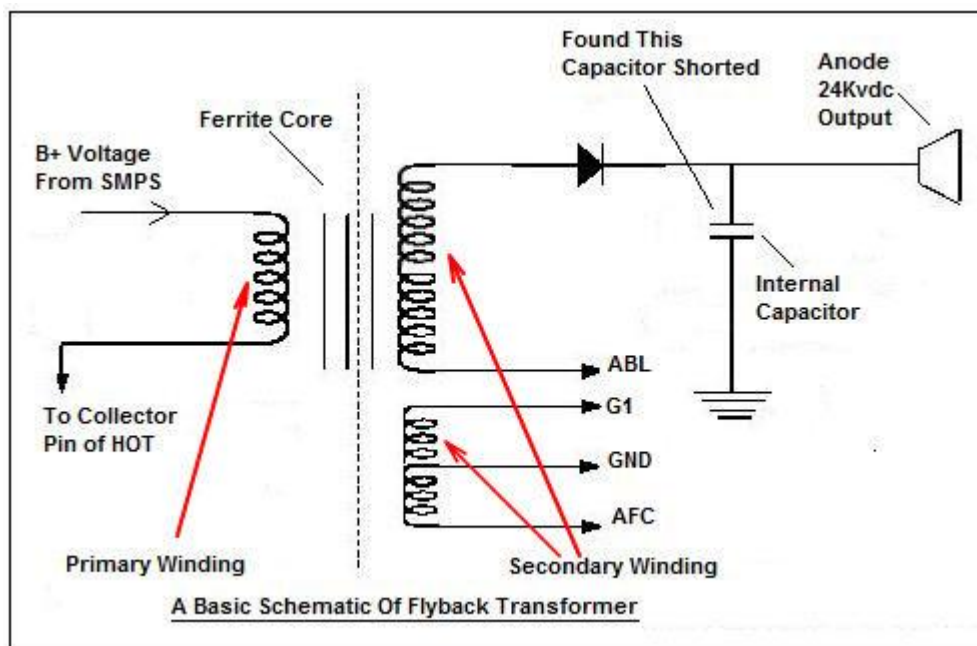 Found This
Capacitor Shorted
Anode
24Kvdc
Output
Ferrite Core
B+ Voltage
From SMPS
Internal
Capacitor
ABL
To Collector
Pin of HOT
G1
GND
AFC
Primary Winding
Secondary Winding
A Basic Schematic Of Flyback Transformer